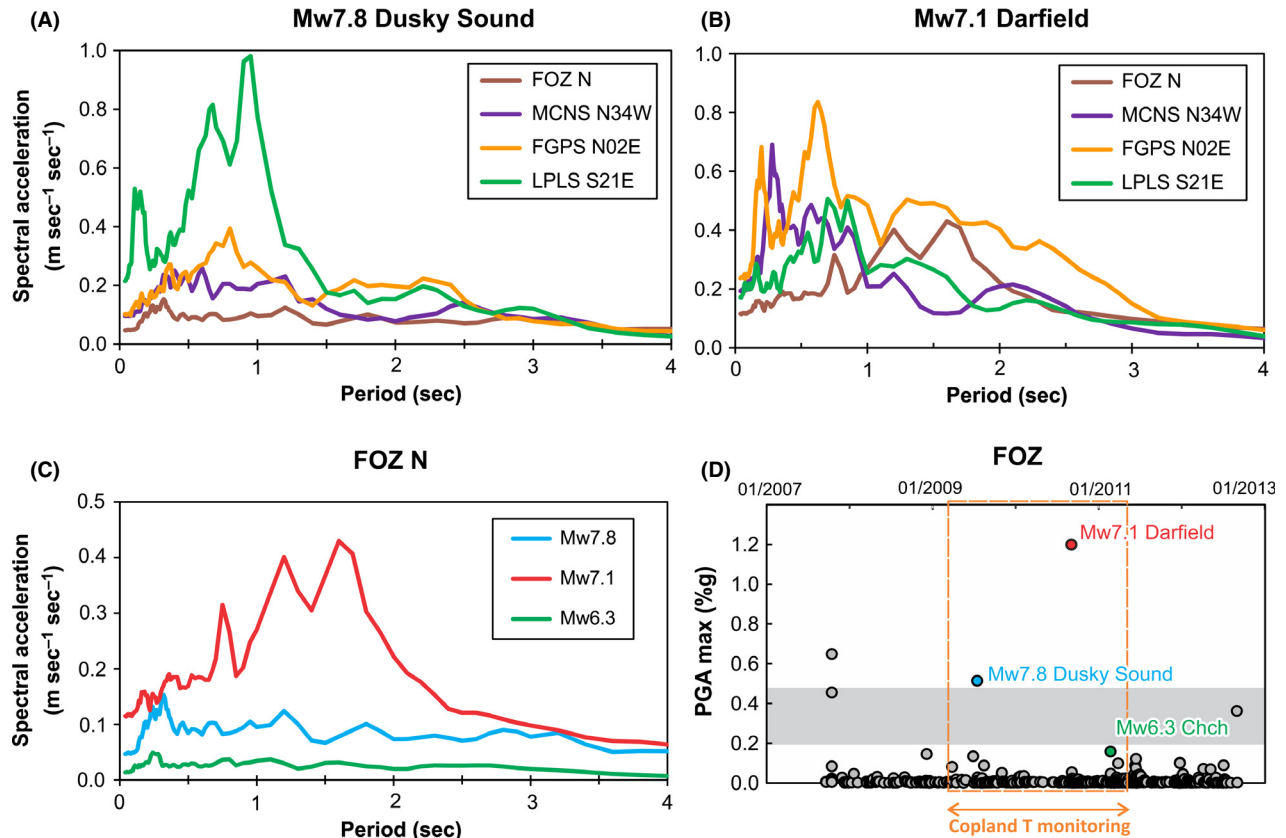 (A)
Mw7.8 Dusky Sound
Spectral acceleration
(m sec⁻¹ sec⁻¹)
1.0
0.8
0.6
0.4
0.2
0.0
FOZ N
MCNS N34W
FGPS N02E
LPLS S21E
0 1 2 3 4
Period (sec)
(B)
Mw7.1 Darfield
1.0
0.8
0.6
0.4
0.2
0.0
FOZ N
MCNS N34W
FGPS N02E
LPLS S21E
0 1 2 3 4
Period (sec)
(C)
FOZ N
Spectral acceleration
(m sec⁻¹ sec⁻¹)
0.5
0.4
0.3
0.2
0.1
0.0
Mw7.8
Mw7.1
Mw6.3
0 1 2 3 4
Period (sec)
(D)
FOZ
01/2007 01/2009 01/2011 01/2013
PGA max (%g)
1.2
1.0
0.8
0.6
0.4
0.2
0.0
Mw7.1 Darfield
Mw7.8 Dusky Sound
Mw6.3 Chch
Copland T monitoring